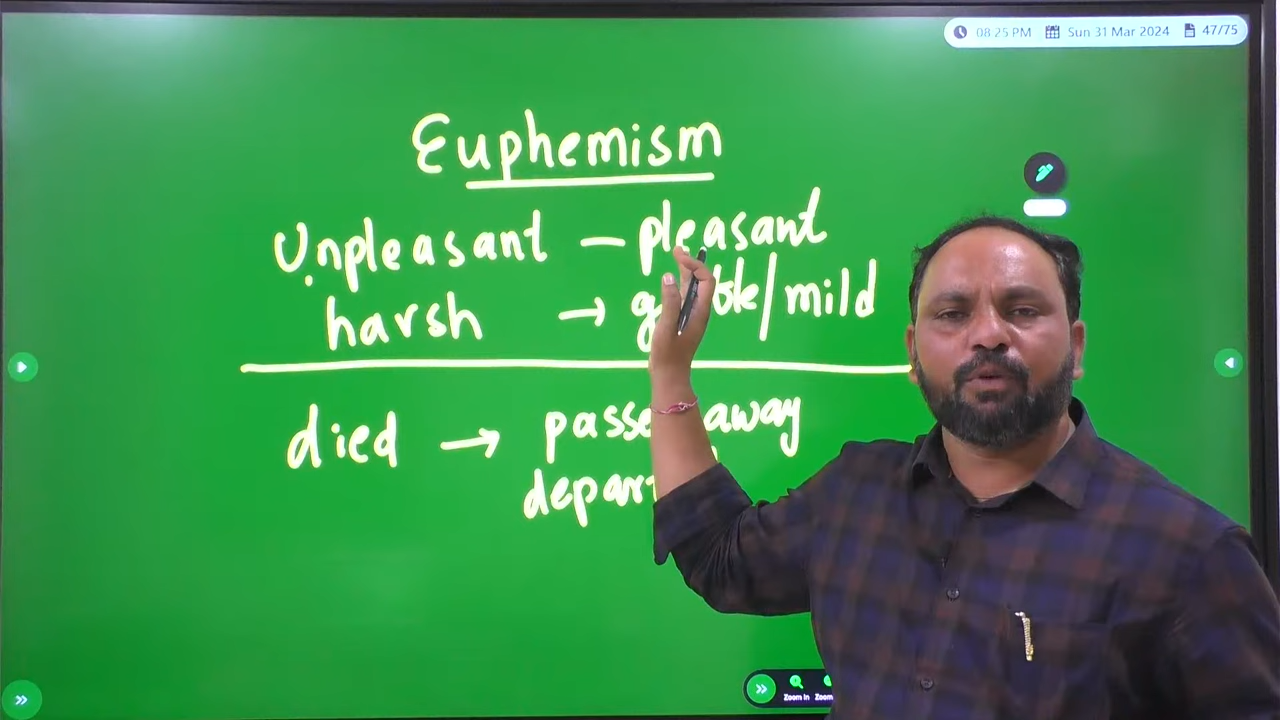 08:25 PM Sun 31 Mar 2024 47/75
Euphemism
Unpleasant — pleasant
harsh → /mild
died → away
Zoom In Zoom